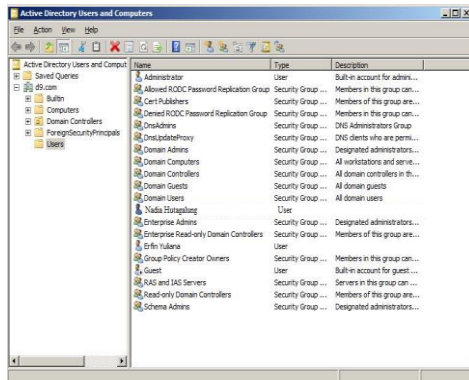 Active Directory Users and Computers
File Action View Help
Active Directory Users and Comput
Saved Queries
d9.com
Builtin
Computers
Domain Controllers
ForeignSecurityPrincipals
Users
Name Type Description
Administrator User Built-in account for admini...
Allowed RODC Password Replication Group Security Group ... Members in this group can...
Cert Publishers Security Group ... Members of this group are...
Denied RODC Password Replication Group Security Group ... Members in this group can...
DnsAdmins Security Group ... DNS Administrators Group
DnsUpdateProxy Security Group ... DNS clients who are permi...
Domain Admins Security Group ... Designated administrators...
Domain Computers Security Group ... All workstations and serve...
Domain Controllers Security Group ... All domain controllers in th...
Domain Guests Security Group ... All domain guests
Domain Users Security Group ... All domain users
Nadia Hutagalung User
Enterprise Admins Security Group ... Designated administrators...
Enterprise Read-only Domain Controllers Security Group ... Members of this group are...
Erfin Yuliana User
Group Policy Creator Owners Security Group ... Members in this group can...
Guest User Built-in account for guest ...
RAS and IAS Servers Security Group ... Servers in this group can ...
Read-only Domain Controllers Security Group ... Members of this group are...
Schema Admins Security Group ... Designated administrators...